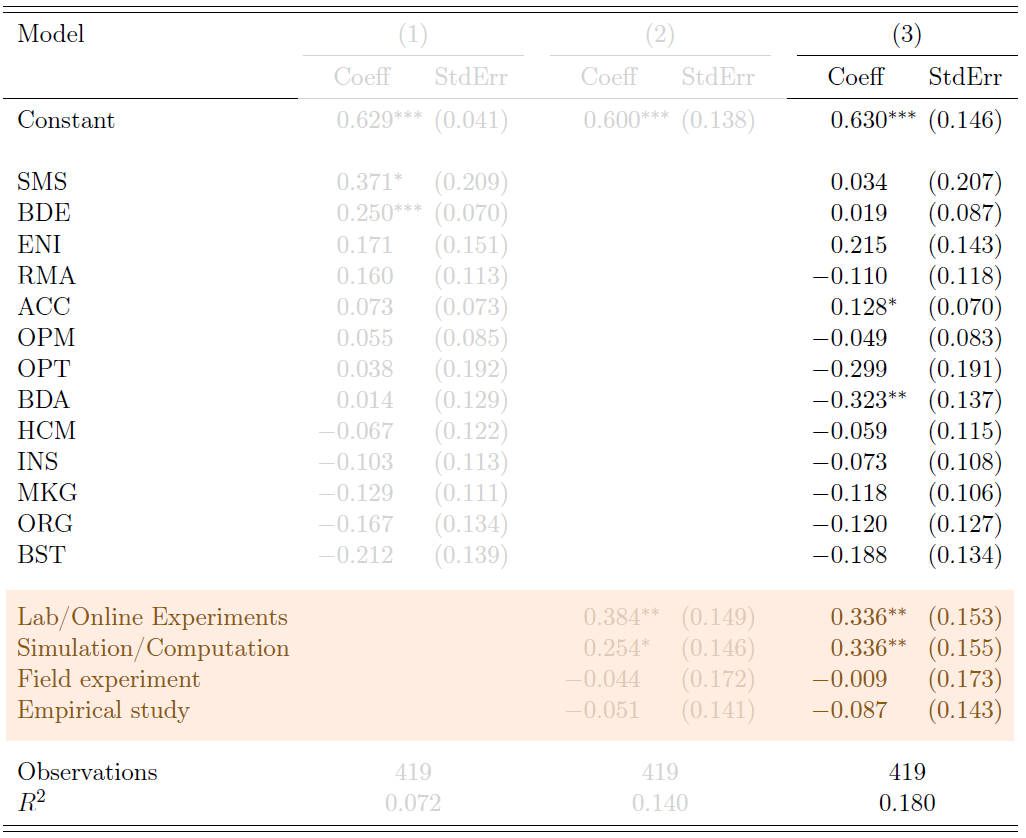 Model (1) (2) (3)
Coeff StdErr Coeff StdErr Coeff StdErr
Constant 0.629*** (0.041) 0.600*** (0.138) 0.630*** (0.146)
SMS 0.371* (0.209) 0.034 (0.207)
BDE 0.250*** (0.070) 0.019 (0.087)
ENI 0.171 (0.151) 0.215 (0.143)
RMA 0.160 (0.113) −0.110 (0.118)
ACC 0.073 (0.073) 0.128* (0.070)
OPM 0.055 (0.085) −0.049 (0.083)
OPT 0.038 (0.192) −0.299 (0.191)
BDA 0.014 (0.129) −0.323** (0.137)
HCM −0.067 (0.122) −0.059 (0.115)
INS −0.103 (0.113) −0.073 (0.108)
MKG −0.129 (0.111) −0.118 (0.106)
ORG −0.167 (0.134) −0.120 (0.127)
BST −0.212 (0.139) −0.188 (0.134)
Lab/Online Experiments 0.384** (0.149) 0.336** (0.153)
Simulation/Computation 0.254* (0.146) 0.336** (0.155)
Field experiment −0.044 (0.172) −0.009 (0.173)
Empirical study −0.051 (0.141) −0.087 (0.143)
Observations 419 419 419
R² 0.072 0.140 0.180